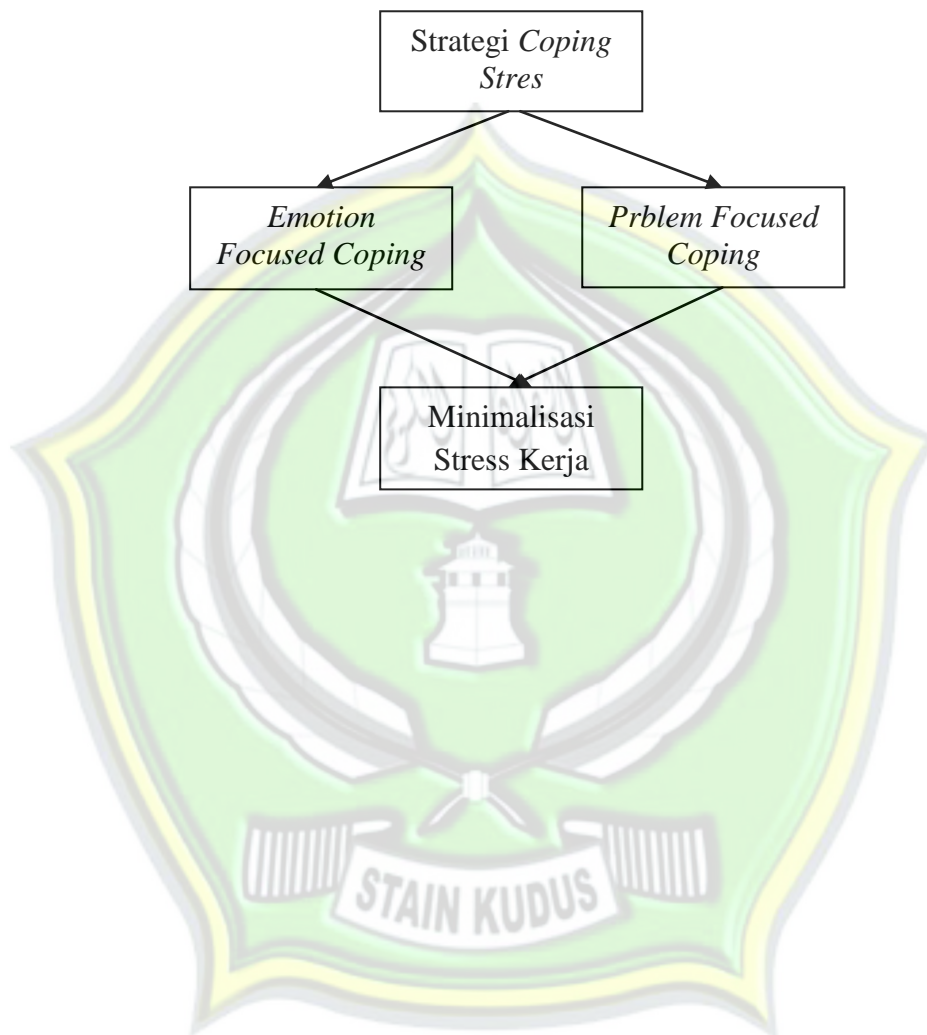 Strategi Coping
Stres
Emotion
Focused Coping
Prblem Focused
Coping
Minimalisasi
Stress Kerja
STAIN KUDUS